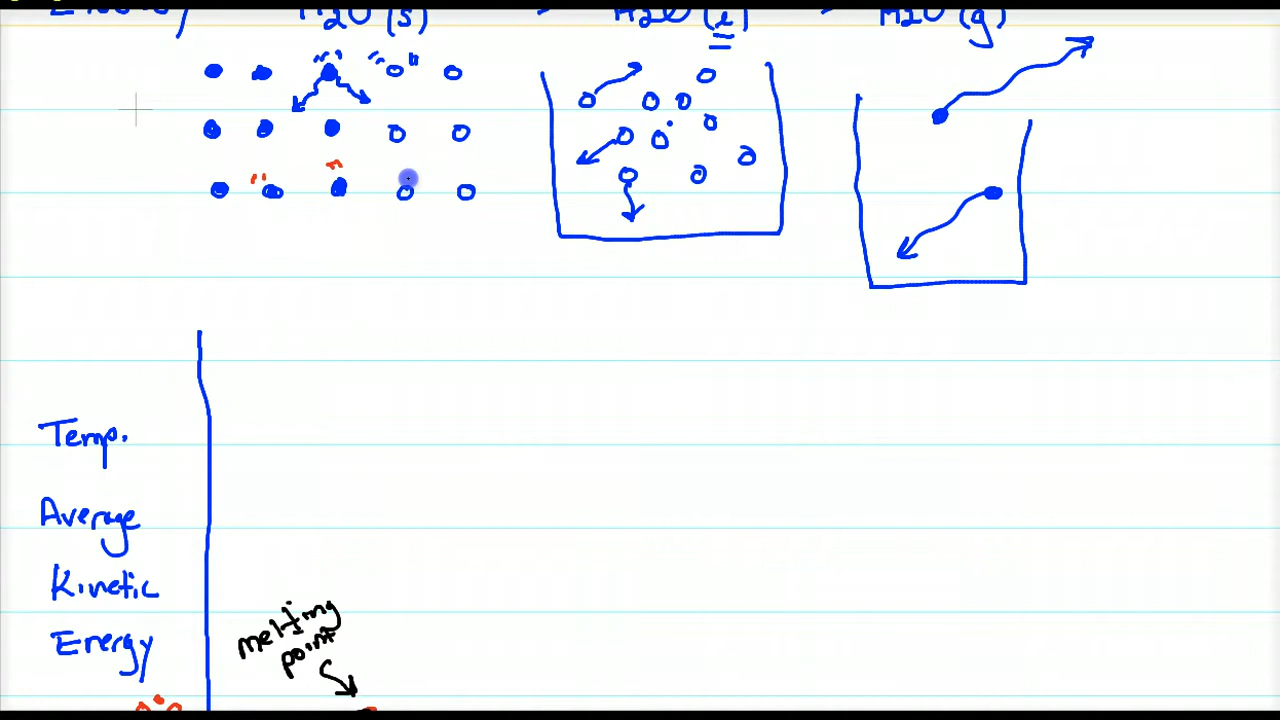 H2O (s) → H2O (l) → H2O (g)
Temp.
Average
Kinetic
Energy
melting
point